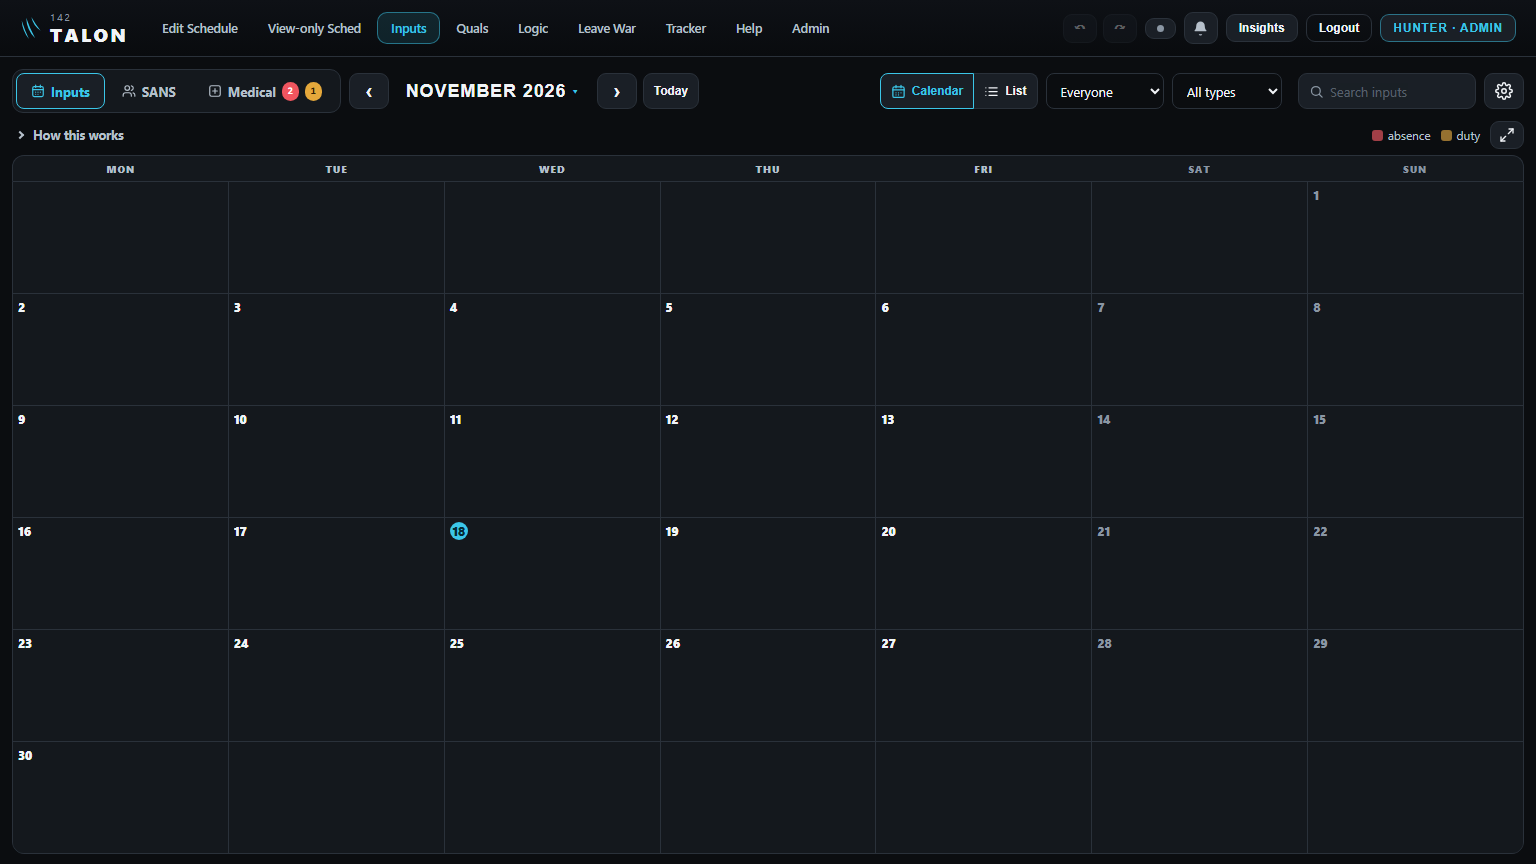 142
TALON
Edit Schedule
View-only Sched
Inputs
Quals
Logic
Leave War
Tracker
Help
Admin
Insights
Logout
HUNTER · ADMIN
Inputs
SANS
Medical 2 1
‹
NOVEMBER 2026
›
Today
Calendar
List
Everyone
All types
Search inputs
How this works
absence
duty
MON TUE WED THU FRI SAT SUN
1
2 3 4 5 6 7 8
9 10 11 12 13 14 15
16 17 18 19 20 21 22
23 24 25 26 27 28 29
30